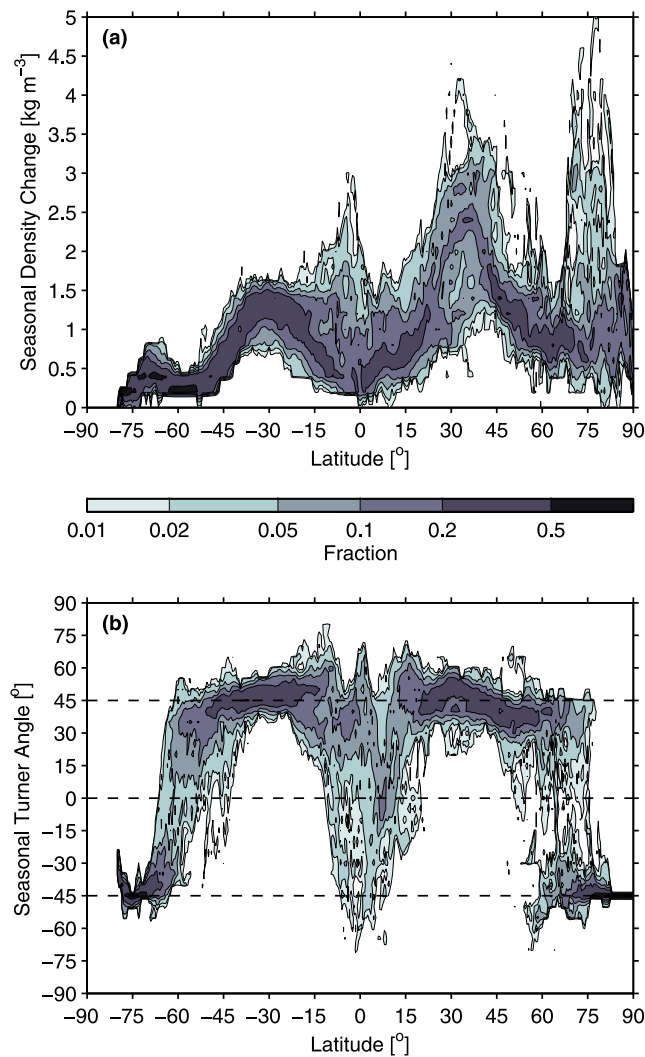 (a)
Seasonal Density Change [kg m⁻³]
5
4.5
4
3.5
3
2.5
2
1.5
1
0.5
0
−90 −75 −60 −45 −30 −15 0 15 30 45 60 75 90
Latitude [°]
0.01 0.02 0.05 0.1 0.2 0.5
Fraction
(b)
Seasonal Turner Angle [°]
90
75
60
45
30
15
0
−15
−30
−45
−60
−75
−90
−90 −75 −60 −45 −30 −15 0 15 30 45 60 75 90
Latitude [°]